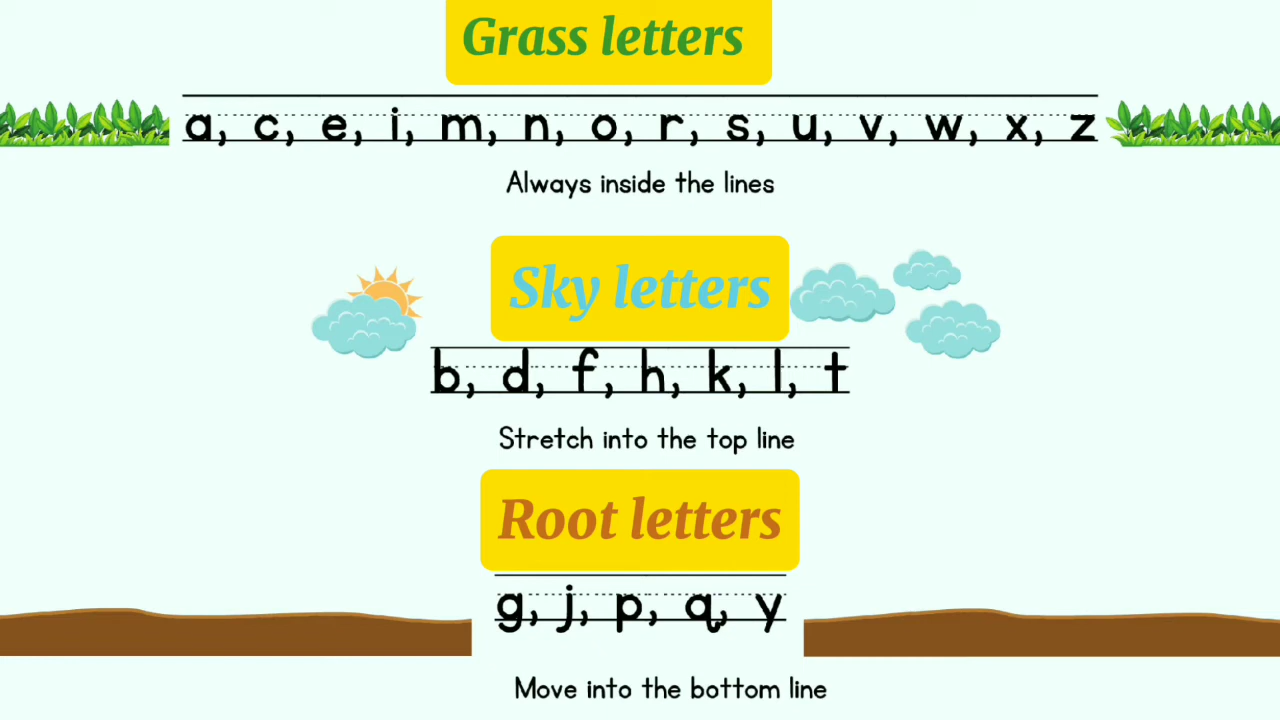 Grass letters
a, c, e, i, m, n, o, r, s, u, v, w, x, z
Always inside the lines
Sky letters
b, d, f, h, k, l, t
Stretch into the top line
Root letters
g, j, p, q, y
Move into the bottom line